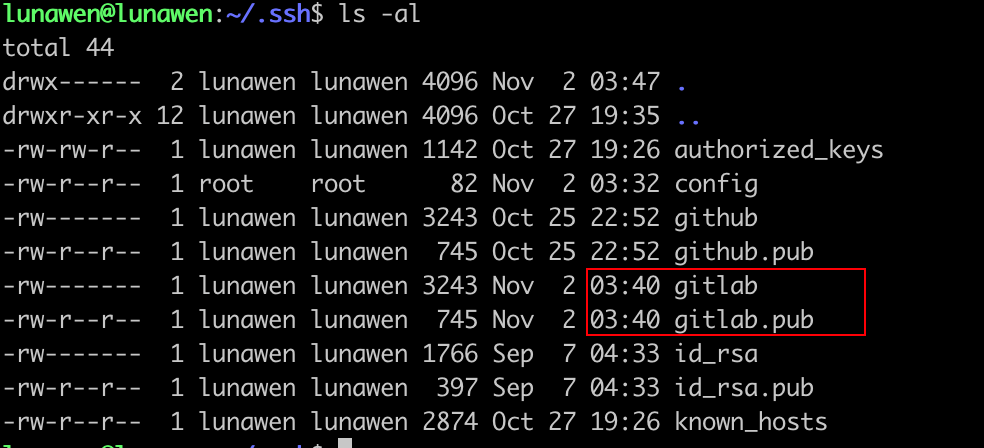 lunawen@lunawen:~/.ssh$ ls -al
total 44
drwx------  2 lunawen lunawen 4096 Nov  2 03:47 .
drwxr-xr-x 12 lunawen lunawen 4096 Oct 27 19:35 ..
-rw-rw-r--  1 lunawen lunawen 1142 Oct 27 19:26 authorized_keys
-rw-r--r--  1 root    root      82 Nov  2 03:32 config
-rw-------  1 lunawen lunawen 3243 Oct 25 22:52 github
-rw-r--r--  1 lunawen lunawen  745 Oct 25 22:52 github.pub
-rw-------  1 lunawen lunawen 3243 Nov  2 03:40 gitlab
-rw-r--r--  1 lunawen lunawen  745 Nov  2 03:40 gitlab.pub
-rw-------  1 lunawen lunawen 1766 Sep  7 04:33 id_rsa
-rw-r--r--  1 lunawen lunawen  397 Sep  7 04:33 id_rsa.pub
-rw-r--r--  1 lunawen lunawen 2874 Oct 27 19:26 known_hosts
lunawen@lunawen:~/.ssh$